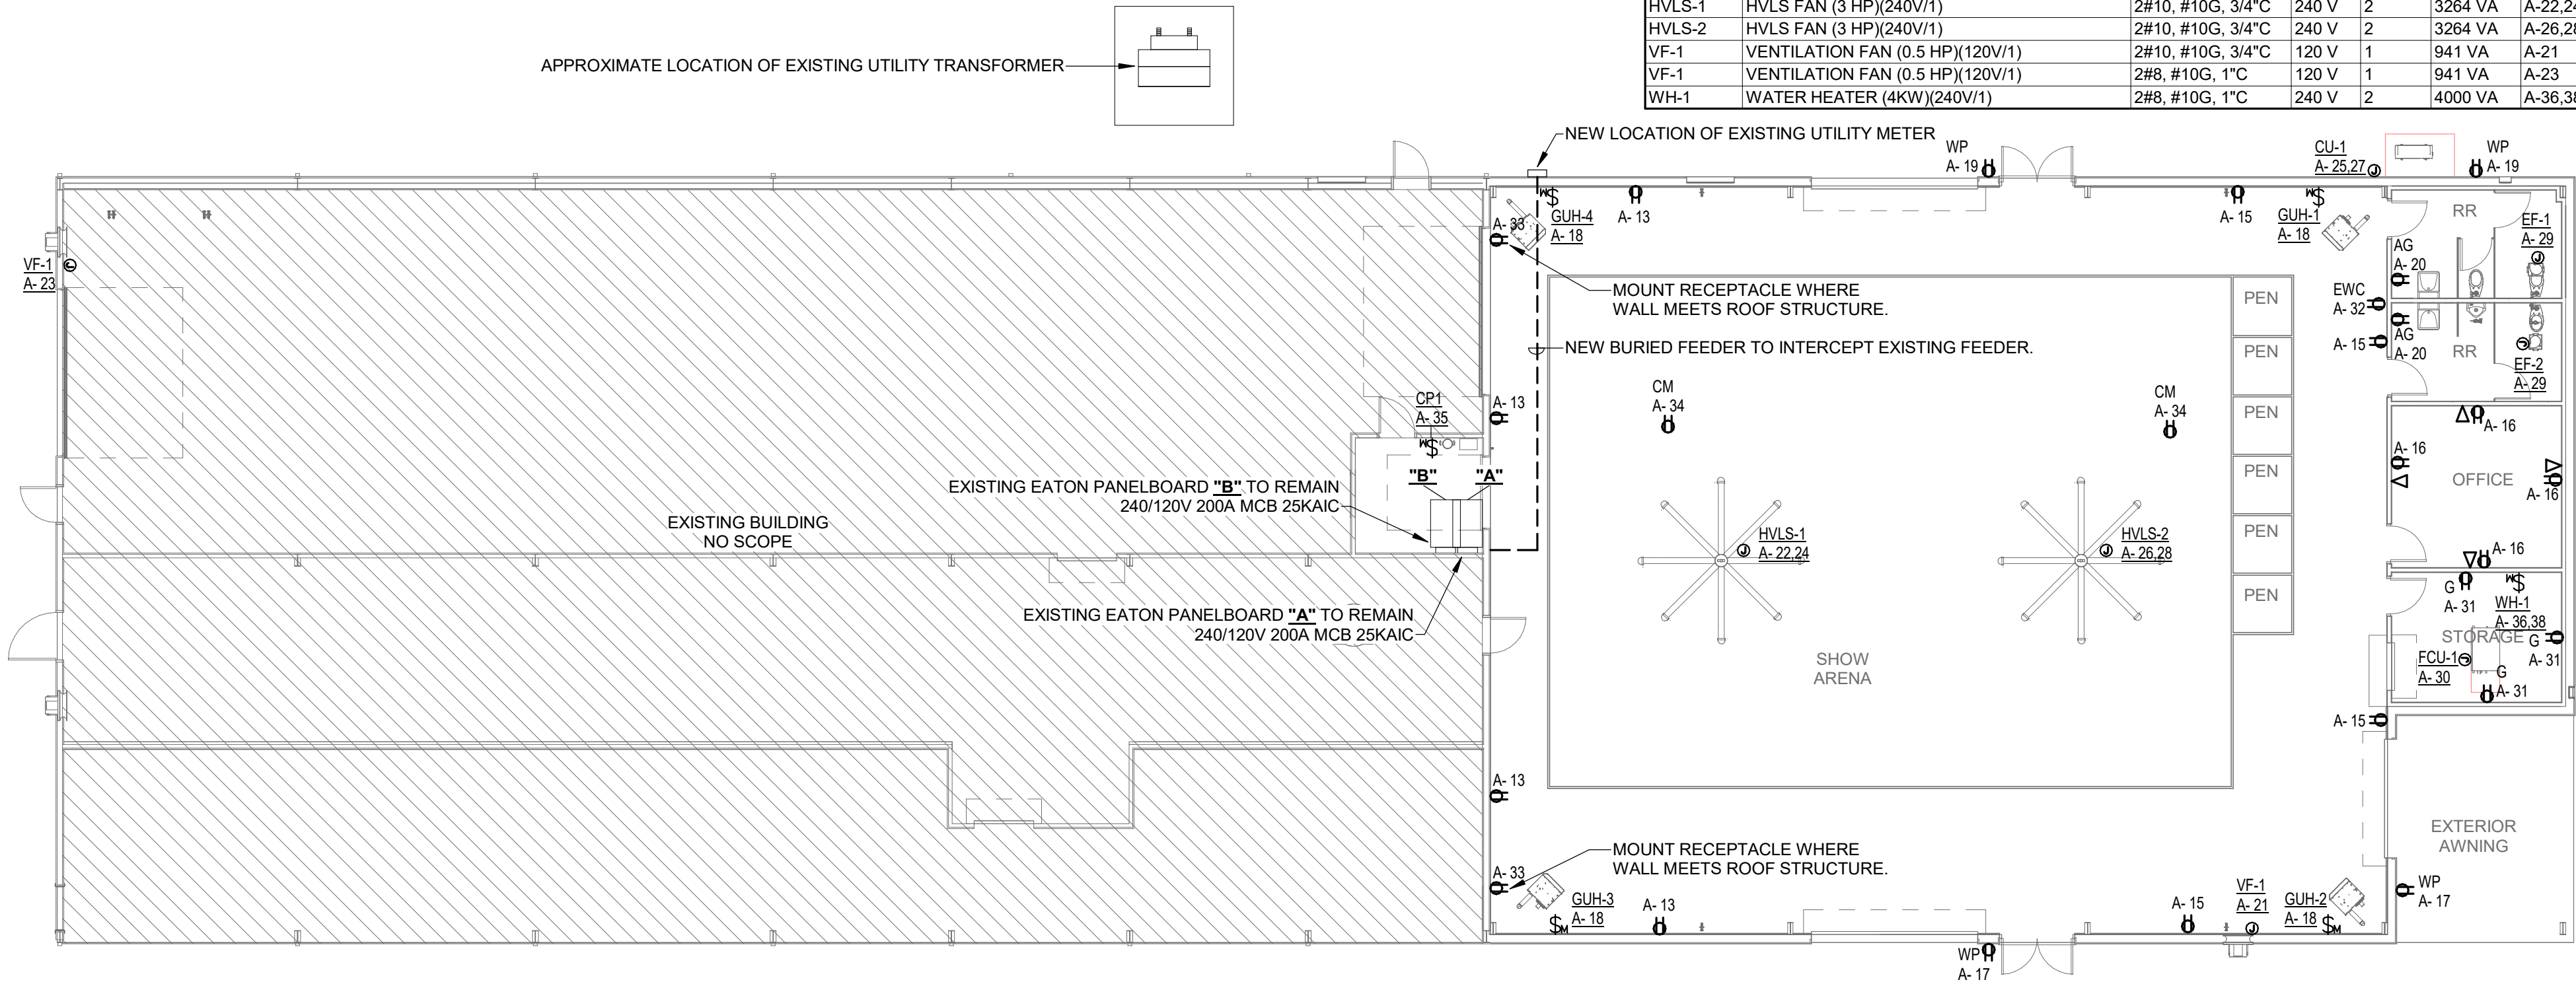 HVLS-1 HVLS FAN (3 HP)(240V/1) 2#10, #10G, 3/4"C 240 V 2 3264 VA A-22,24
HVLS-2 HVLS FAN (3 HP)(240V/1) 2#10, #10G, 3/4"C 240 V 2 3264 VA A-26,28
VF-1 VENTILATION FAN (0.5 HP)(120V/1) 2#10, #10G, 3/4"C 120 V 1 941 VA A-21
VF-1 VENTILATION FAN (0.5 HP)(120V/1) 2#8, #10G, 1"C 120 V 1 941 VA A-23
WH-1 WATER HEATER (4KW)(240V/1) 2#8, #10G, 1"C 240 V 2 4000 VA A-36,38
APPROXIMATE LOCATION OF EXISTING UTILITY TRANSFORMER
NEW LOCATION OF EXISTING UTILITY METER
WP
A- 19
CU-1
A- 25,27
J
WP
A- 19
VF-1
A- 23
J
A- 33
M
GUH-4
A- 18
A- 13
A- 15
M
GUH-1
A- 18
RR
EF-1
A- 29
J
AG
A- 20
EWC
A- 32
AG
A- 20
A- 15
RR
J
EF-2
A- 29
MOUNT RECEPTACLE WHERE
WALL MEETS ROOF STRUCTURE.
NEW BURIED FEEDER TO INTERCEPT EXISTING FEEDER.
PEN
PEN
PEN
PEN
PEN
PEN
CM
A- 34
CM
A- 34
CP1
A- 35
M
A- 13
"B"
"A"
EXISTING EATON PANELBOARD "B" TO REMAIN
240/120V 200A MCB 25KAIC
EXISTING BUILDING
NO SCOPE
EXISTING EATON PANELBOARD "A" TO REMAIN
240/120V 200A MCB 25KAIC
HVLS-1
A- 22,24
J
HVLS-2
A- 26,28
J
SHOW
ARENA
A- 16
A- 16
OFFICE
A- 16
A- 16
G
A- 31
M
WH-1
A- 36,38
STORAGE
G
A- 31
FCU-1
A- 30
J
G
A- 31
A- 15
A- 13
EXTERIOR
AWNING
MOUNT RECEPTACLE WHERE
WALL MEETS ROOF STRUCTURE.
A- 33
GUH-3
A- 18
M
A- 13
A- 15
VF-1
A- 21
J
GUH-2
A- 18
M
WP
A- 17
WP
A- 17